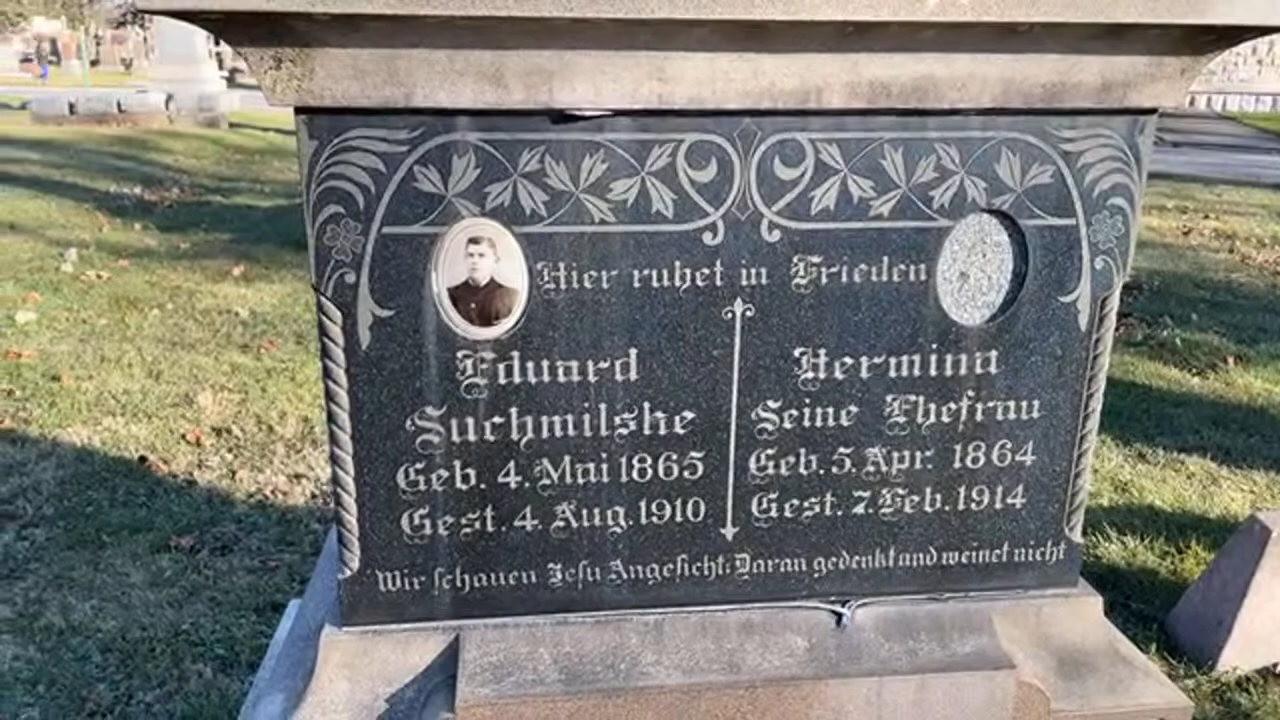 Hier ruhet in Frieden
Eduard
Suchmilske
Geb. 4. Mai 1865
Gest. 4. Aug. 1910
Hermina
Seine Ehefrau
Geb. 5. Apr. 1864
Gest. 7. Feb. 1914
Wir schauen Jesu Angesicht: Daran gedenkt und weinet nicht